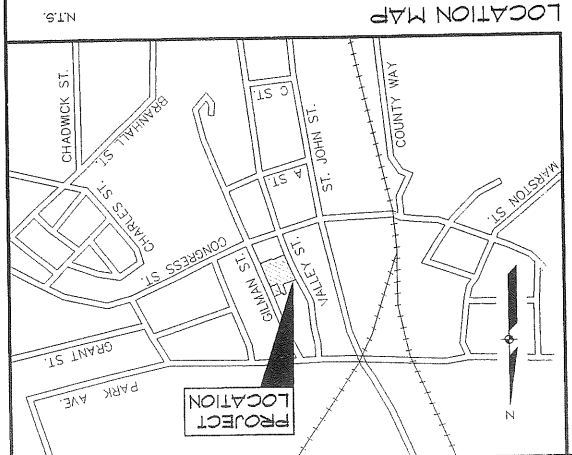 PROJECT
LOCATION
N
PARK AVE.
GRANT ST.
MARSTON ST.
VALLEY ST.
GILMAN ST.
CONGRESS ST.
CHARLES ST.
BRANHALL ST.
CHADWICK ST.
COUNTY WAY
ST. JOHN ST.
A ST.
C ST.
LOCATION MAP
N.T.S.